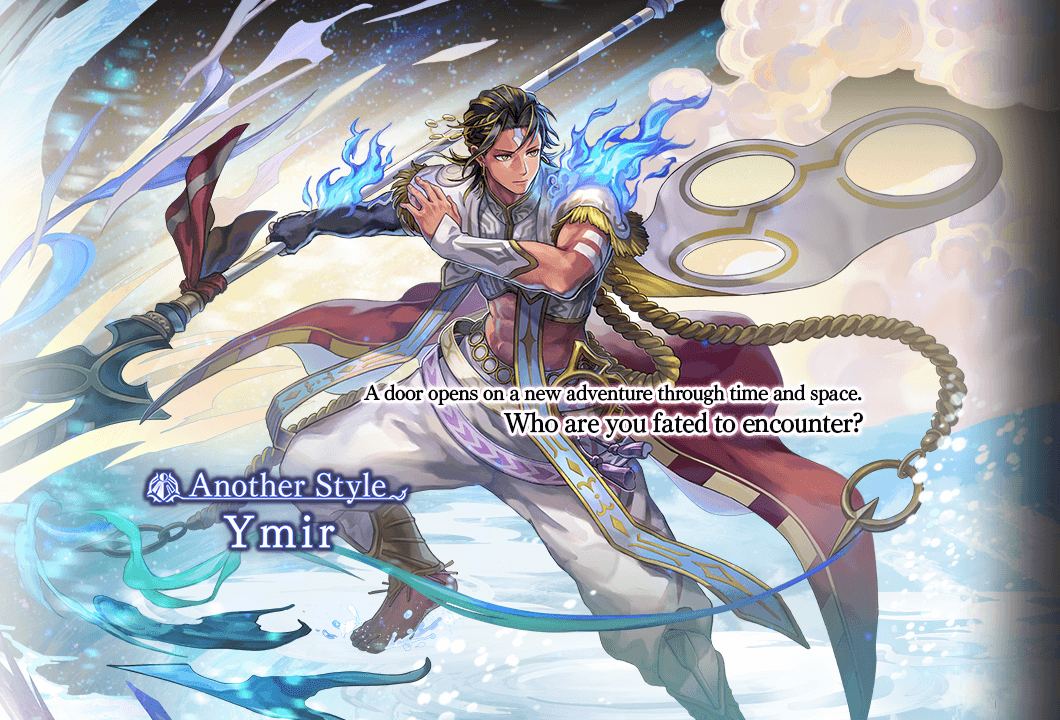 A door opens on a new adventure through time and space.
Who are you fated to encounter?
Another Style
Ymir